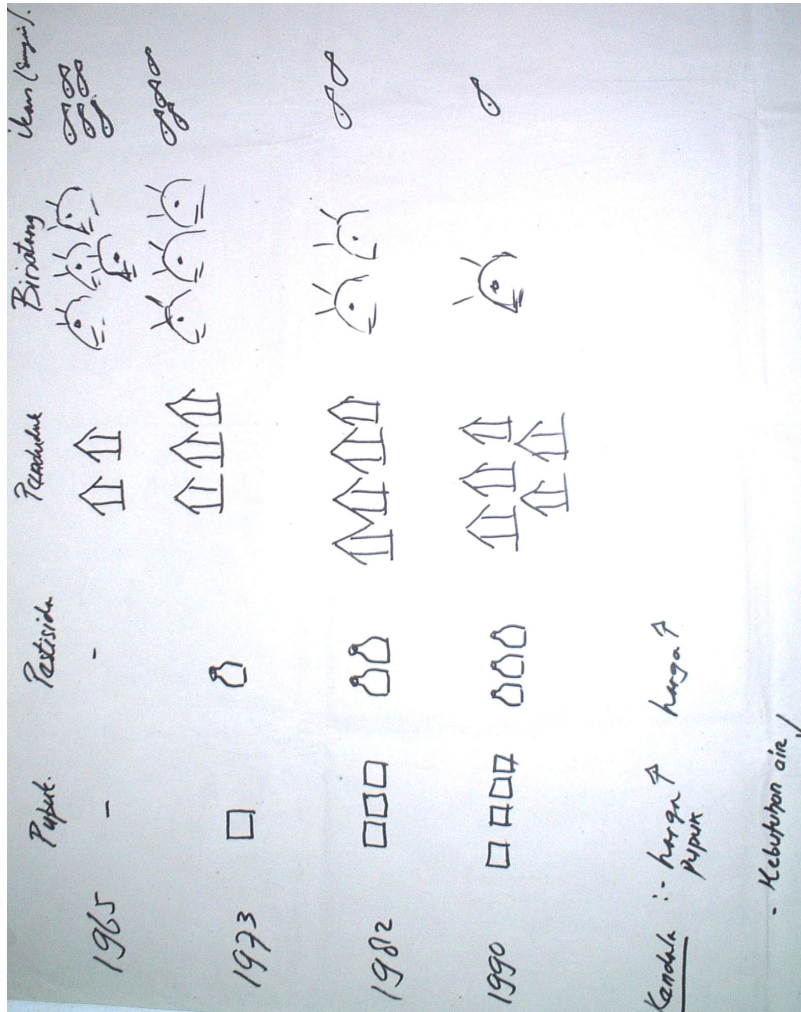 Pupuk. Pestisida Penduduk Binatang ikan (Sungai).
1965 - -
1973
1982
1990
Kendala :- harga ↑ harga ↑
pupuk
- Kebutuhan air